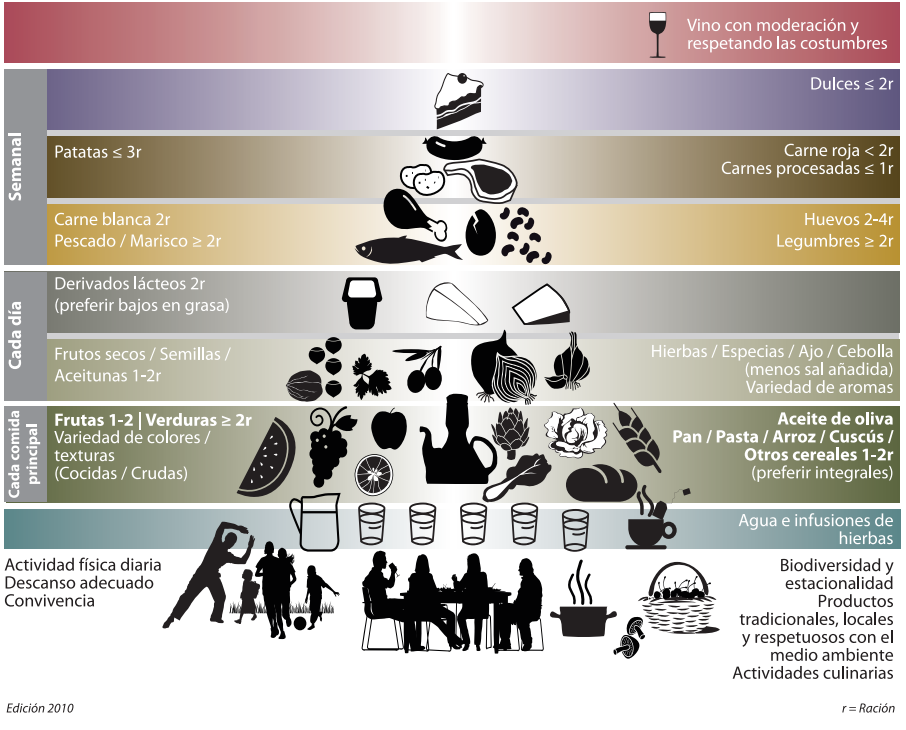 Vino con moderación y
respetando las costumbres
Semanal
Dulces ≤ 2r
Patatas ≤ 3r
Carne roja < 2r
Carnes procesadas ≤ 1r
Carne blanca 2r
Pescado / Marisco ≥ 2r
Huevos 2-4r
Legumbres ≥ 2r
Cada día
Derivados lácteos 2r
(preferir bajos en grasa)
Frutos secos / Semillas /
Aceitunas 1-2r
Hierbas / Especias / Ajo / Cebolla
(menos sal añadida)
Variedad de aromas
Cada comida
principal
Frutas 1-2 | Verduras ≥ 2r
Variedad de colores /
texturas
(Cocidas / Crudas)
Aceite de oliva
Pan / Pasta / Arroz / Cuscús /
Otros cereales 1-2r
(preferir integrales)
Agua e infusiones de
hierbas
Actividad física diaria
Descanso adecuado
Convivencia
Biodiversidad y
estacionalidad
Productos
tradicionales, locales
y respetuosos con el
medio ambiente
Actividades culinarias
Edición 2010
r = Ración